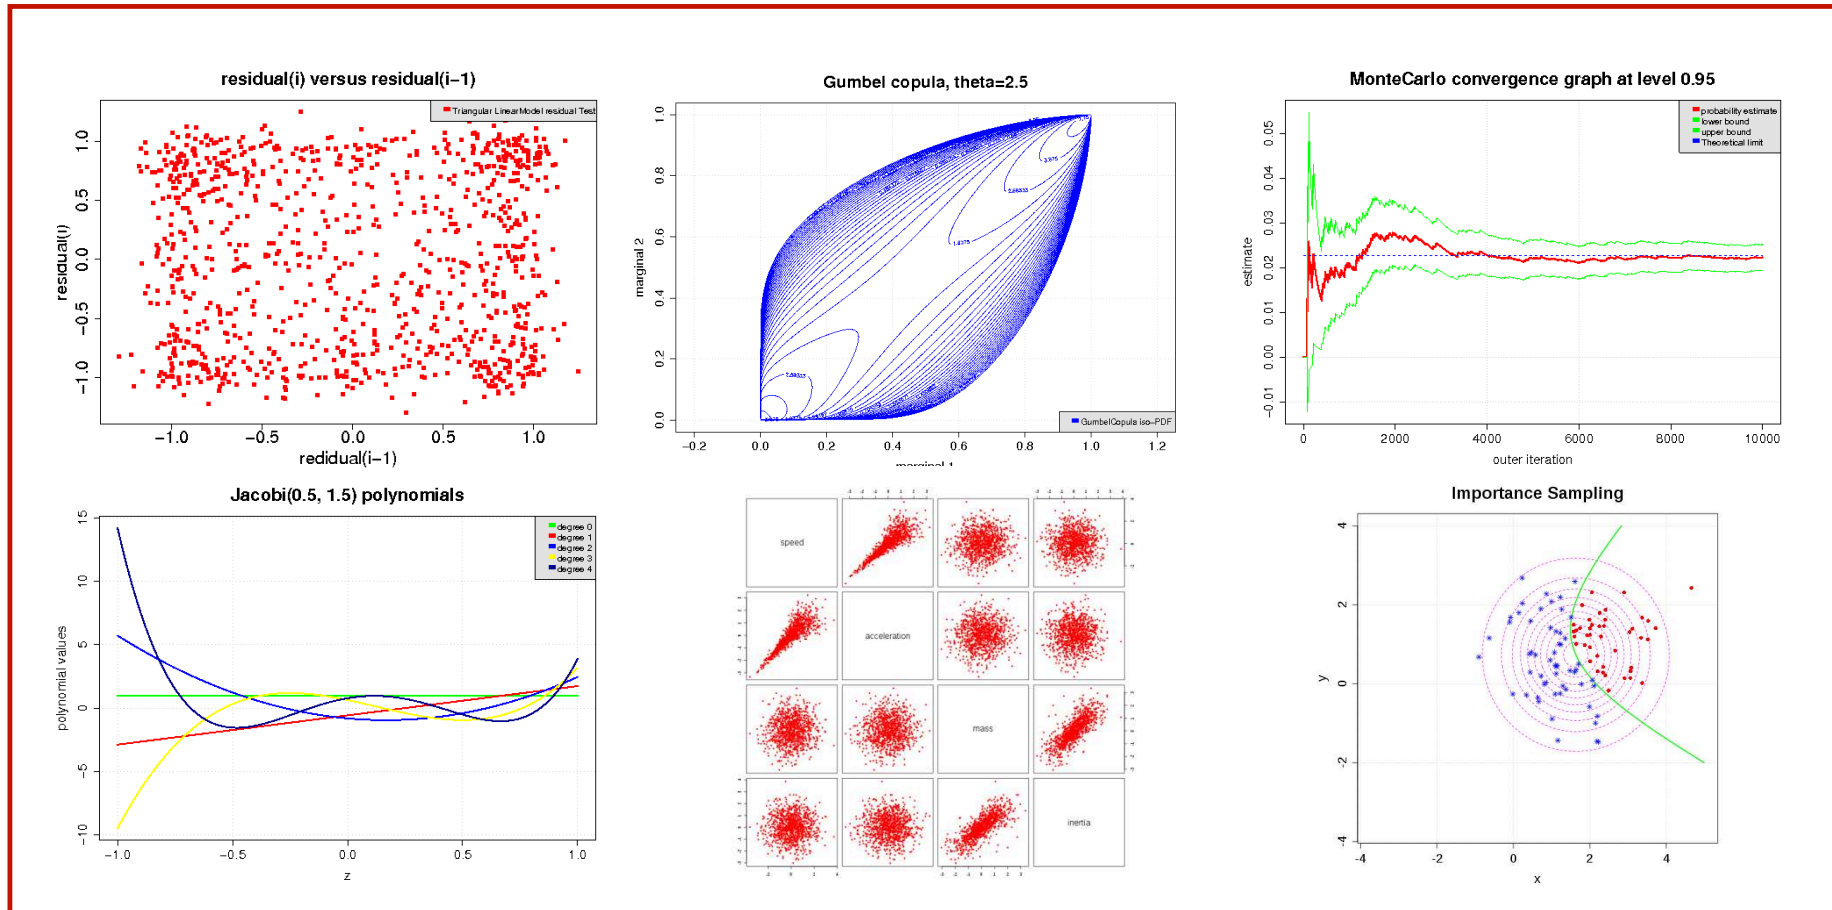 residual(i) versus residual(i−1)
Triangular LinearModel residual Test
residual(i)
1.0
0.5
0.0
−0.5
−1.0
−1.0 −0.5 0.0 0.5 1.0
redidual(i−1)
Gumbel copula, theta=2.5
marginal 2
1.0
0.8
0.6
0.4
0.2
0.0
2.58333
1.9375
GumbelCopula iso−PDF
−0.2 0.0 0.2 0.4 0.6 0.8 1.0 1.2
marginal 1
MonteCarlo convergence graph at level 0.95
probability estimate
lower bound
upper bound
Theoretical limit
estimate
0.05
0.04
0.03
0.02
0.01
0.00
−0.01
0 2000 4000 6000 8000 10000
outer iteration
Jacobi(0.5, 1.5) polynomials
degree 0
degree 1
degree 2
degree 3
degree 4
polynomial values
15
10
5
0
−5
−10
−1.0 −0.5 0.0 0.5 1.0
z
speed
acceleration
mass
inertia
Importance Sampling
y
4
2
0
−2
−4
−4 −2 0 2 4
x